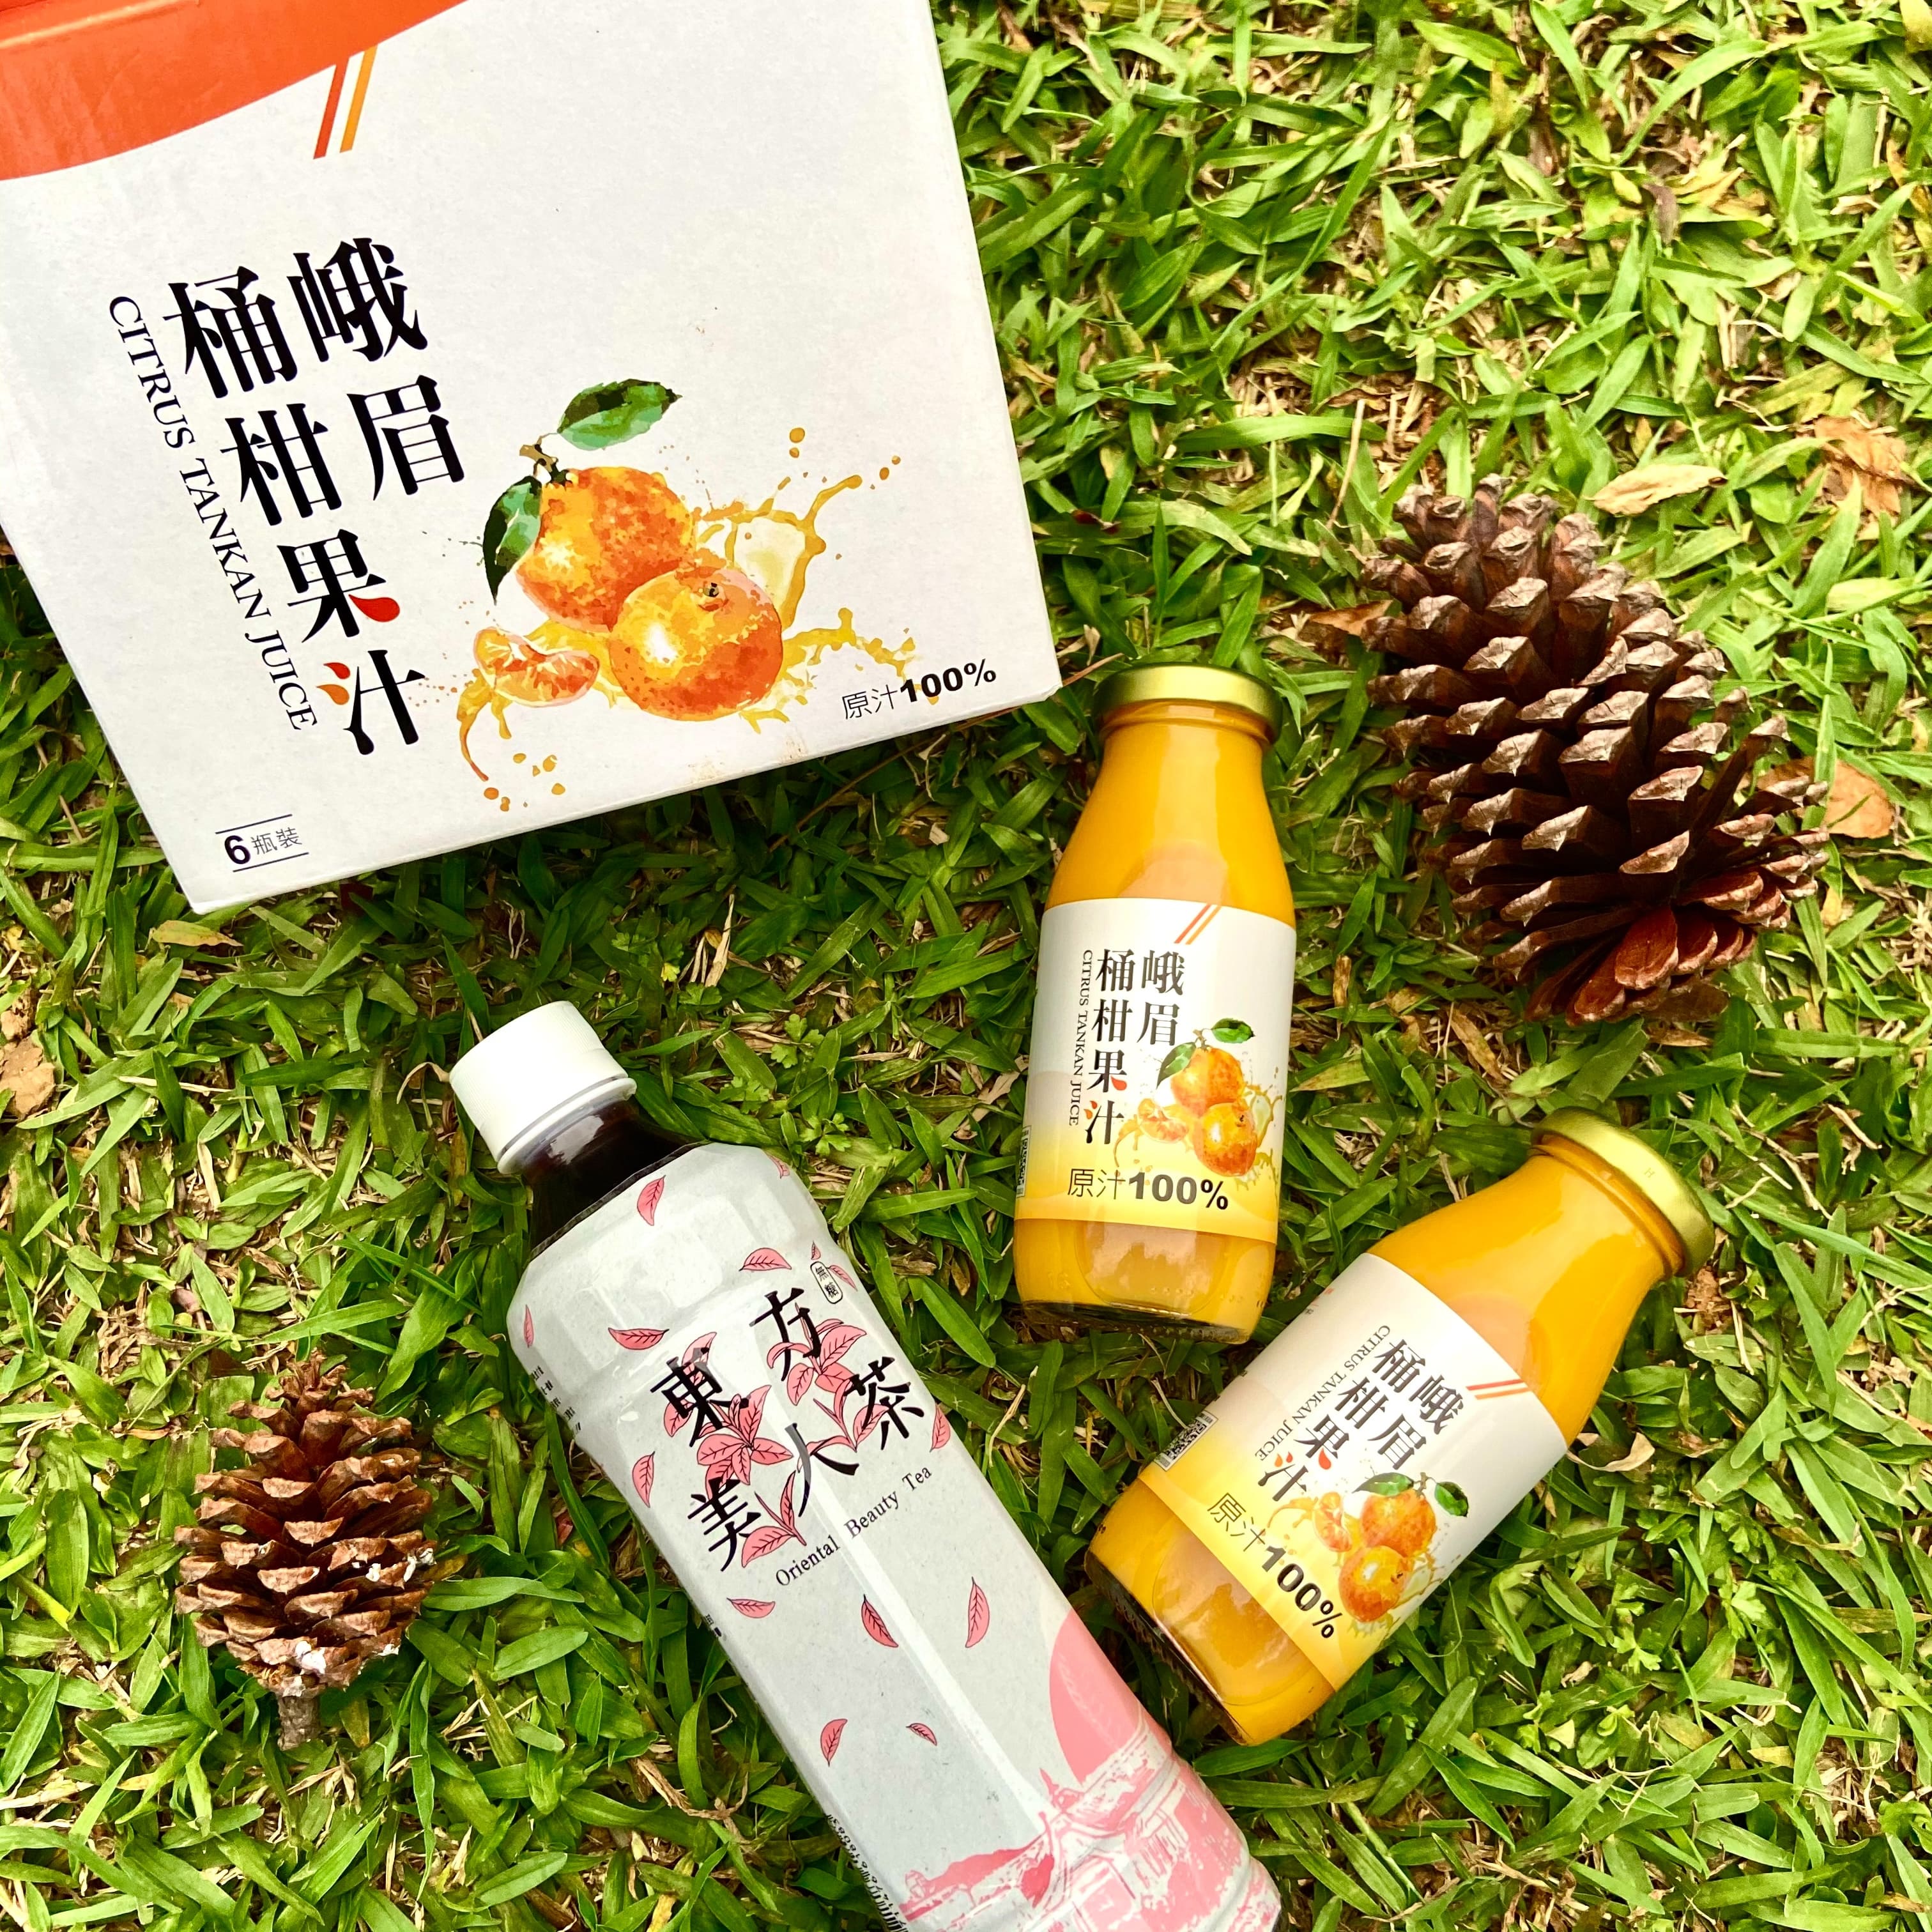 峨眉
桶柑果汁
CITRUS TANKAN JUICE
原汁100%
6瓶裝
峨眉
桶柑果汁
CITRUS TANKAN JUICE
原汁100%
峨眉
桶柑果汁
CITRUS TANKAN JUICE
原汁100%
無糖
東方
美人茶
Oriental Beauty Tea